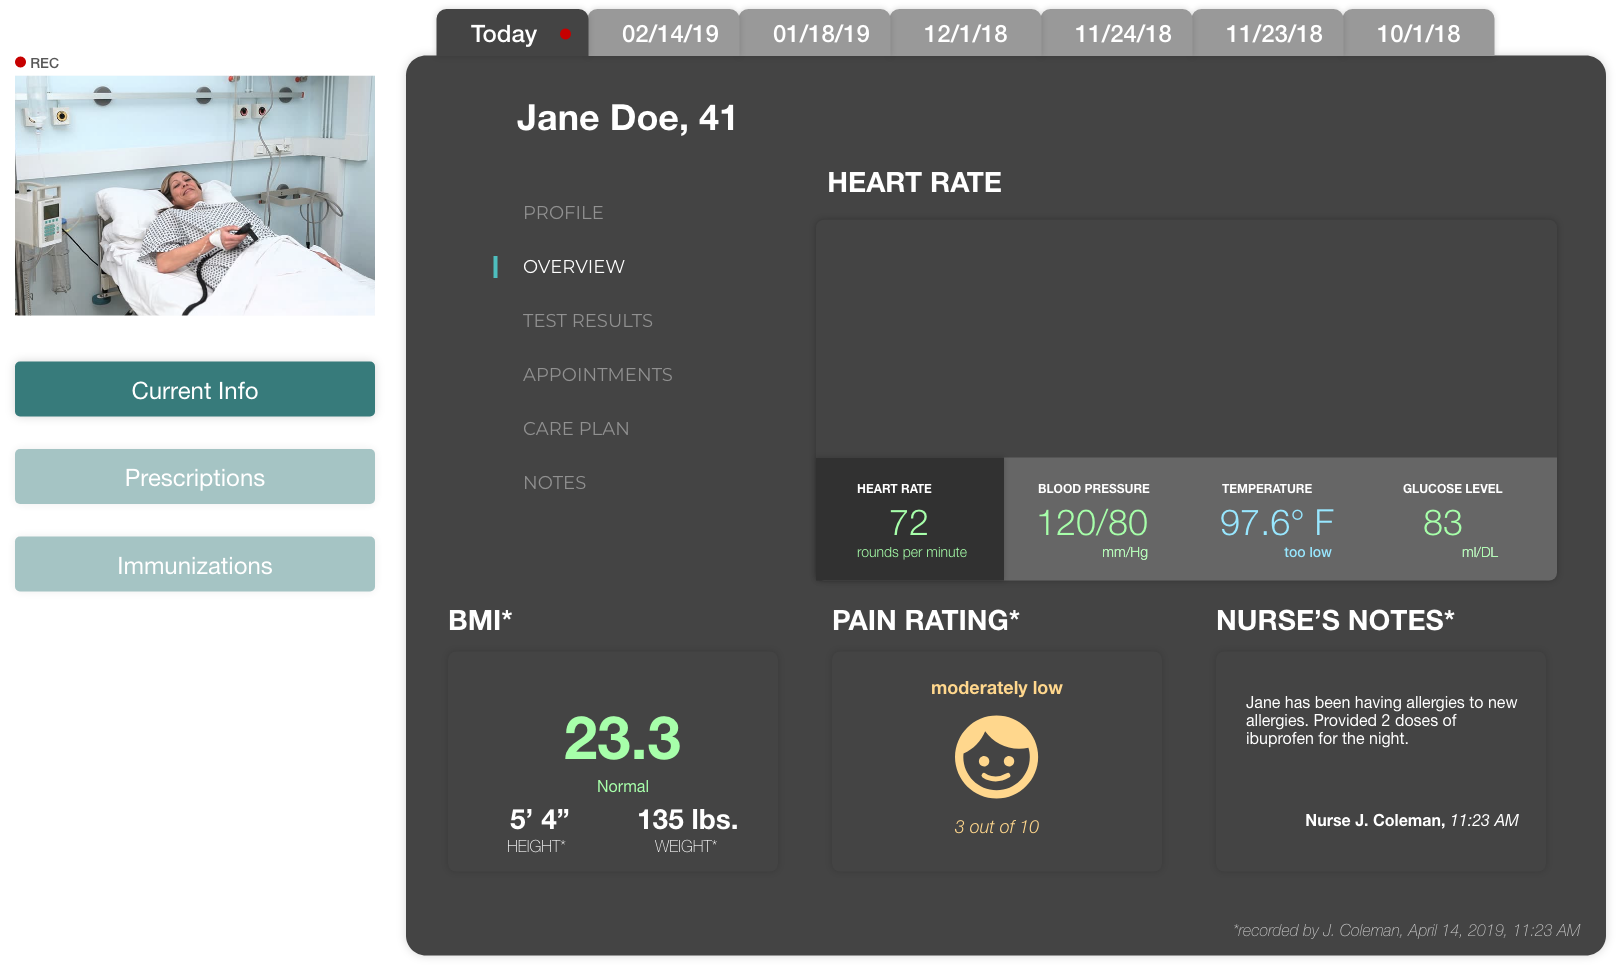 Today
02/14/19
01/18/19
12/1/18
11/24/18
11/23/18
10/1/18
REC
Jane Doe, 41
PROFILE
OVERVIEW
TEST RESULTS
APPOINTMENTS
CARE PLAN
NOTES
Current Info
Prescriptions
Immunizations
HEART RATE
HEART RATE
72
rounds per minute
BLOOD PRESSURE
120/80
mm/Hg
TEMPERATURE
97.6° F
too low
GLUCOSE LEVEL
83
ml/DL
BMI*
23.3
Normal
5’ 4”
HEIGHT*
135 lbs.
WEIGHT*
PAIN RATING*
moderately low
3 out of 10
NURSE’S NOTES*
Jane has been having allergies to new
allergies. Provided 2 doses of
ibuprofen for the night.
Nurse J. Coleman, 11:23 AM
*recorded by J. Coleman, April 14, 2019, 11:23 AM